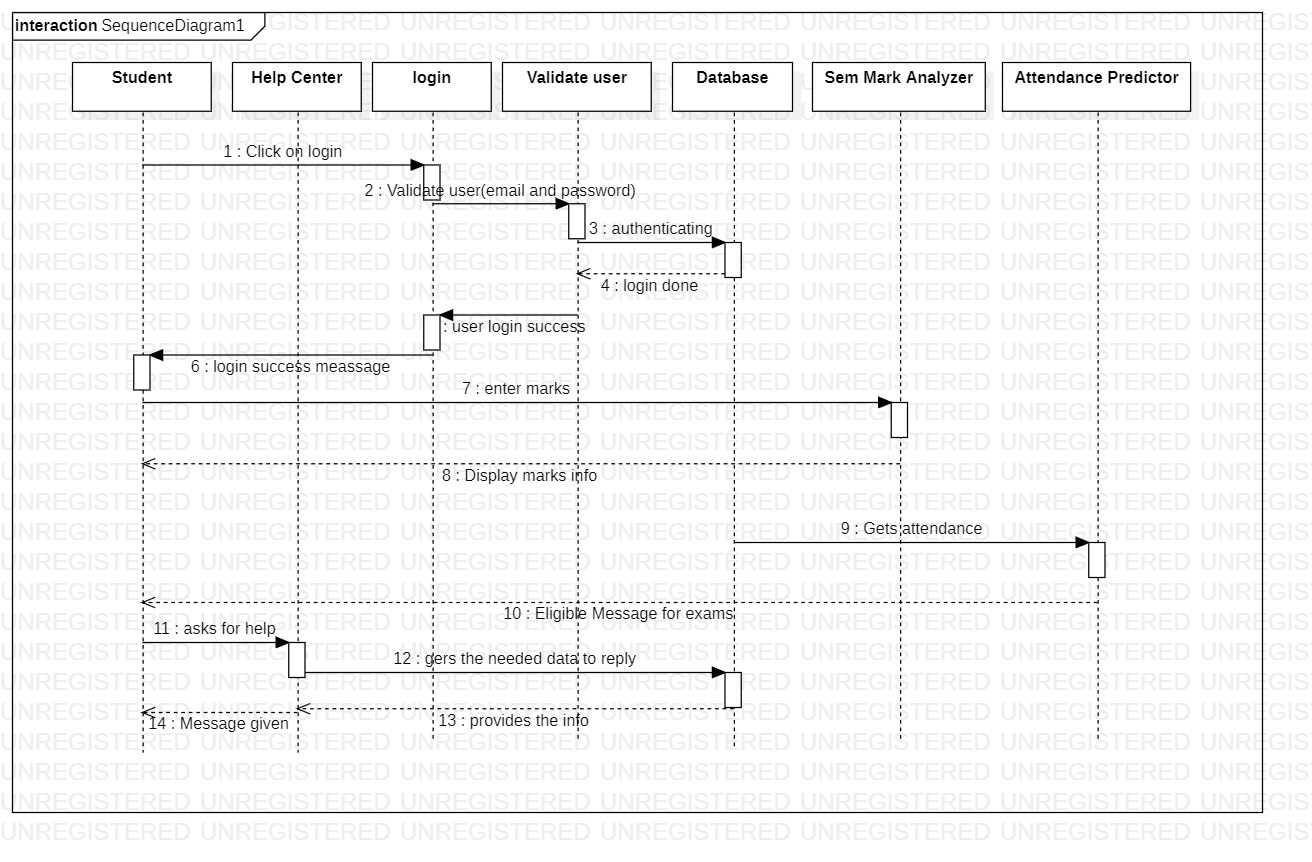 interaction SequenceDiagram1
Student
Help Center
login
Validate user
Database
Sem Mark Analyzer
Attendance Predictor
1 : Click on login
2 : Validate user(email and password)
3 : authenticating
4 : login done
: user login success
6 : login success meassage
7 : enter marks
8 : Display marks info
9 : Gets attendance
10 : Eligible Message for exams
11 : asks for help
12 : gers the needed data to reply
13 : provides the info
14 : Message given
UNREGISTERED